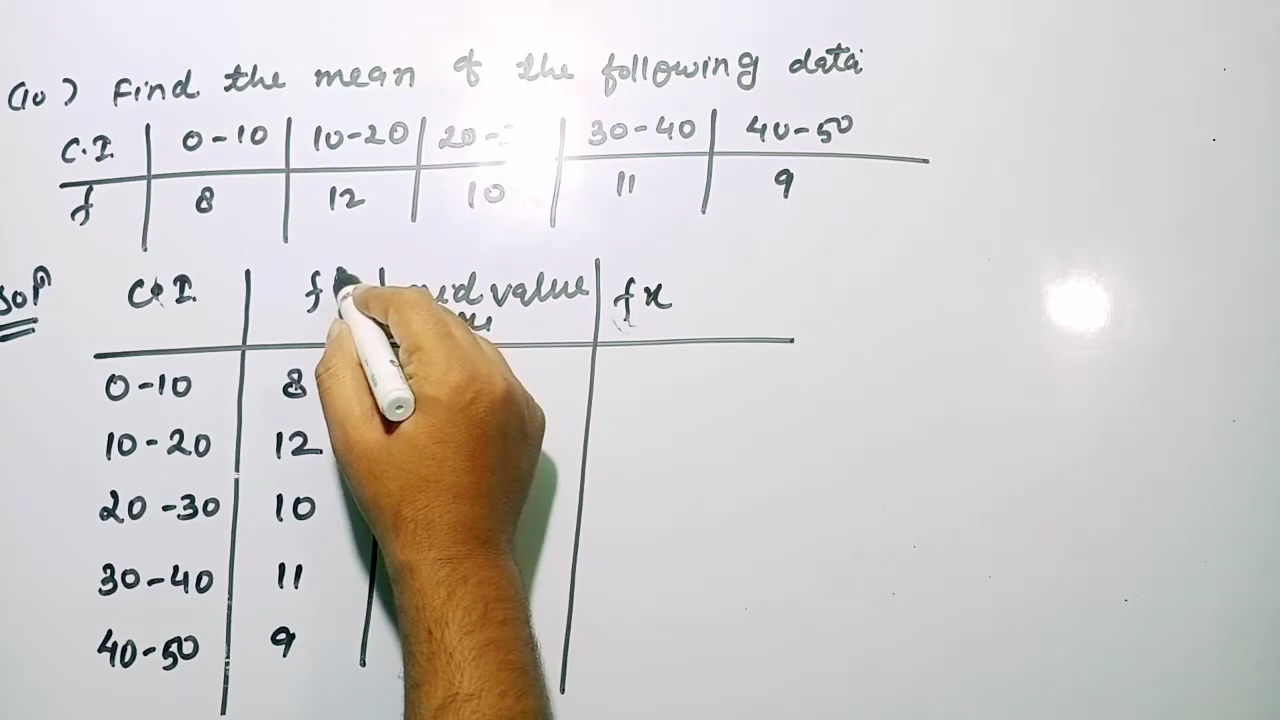 (10) Find the mean of the following data
C.I. 0-10 10-20 20- 30-40 40-50
f 8 12 10 11 9
Soln
C.I. f mid value fx
x
0-10 8
10-20 12
20-30 10
30-40 11
40-50 9